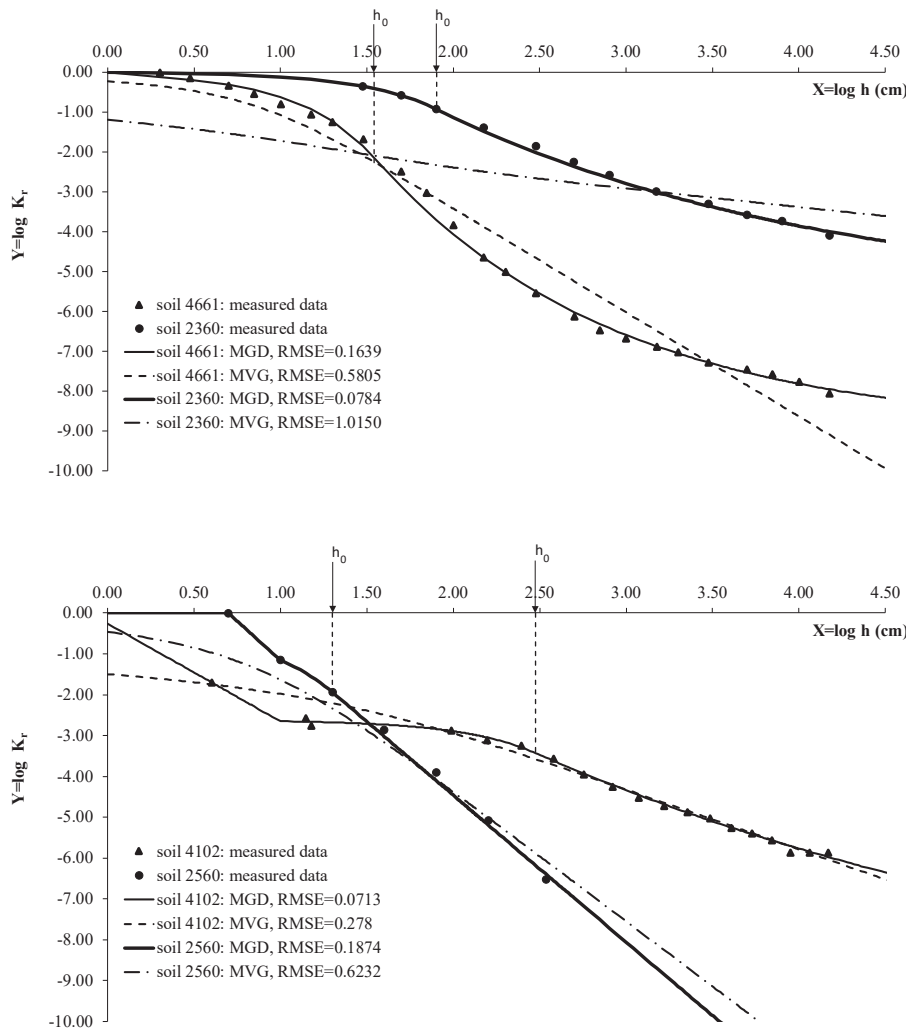 h0 h0
0.00 0.50 1.00 1.50 2.00 2.50 3.00 3.50 4.00 4.50
0.00
X=log h (cm)
-1.00
-2.00
-3.00
-4.00
-5.00
-6.00
-7.00
-8.00
-9.00
-10.00
Y=log Kr
soil 4661: measured data
soil 2360: measured data
soil 4661: MGD, RMSE=0.1639
soil 4661: MVG, RMSE=0.5805
soil 2360: MGD, RMSE=0.0784
soil 2360: MVG, RMSE=1.0150
h0 h0
0.00 0.50 1.00 1.50 2.00 2.50 3.00 3.50 4.00 4.50
0.00
X=log h (cm)
-1.00
-2.00
-3.00
-4.00
-5.00
-6.00
-7.00
-8.00
-9.00
-10.00
Y=log Kr
soil 4102: measured data
soil 2560: measured data
soil 4102: MGD, RMSE=0.0713
soil 4102: MVG, RMSE=0.278
soil 2560: MGD, RMSE=0.1874
soil 2560: MVG, RMSE=0.6232